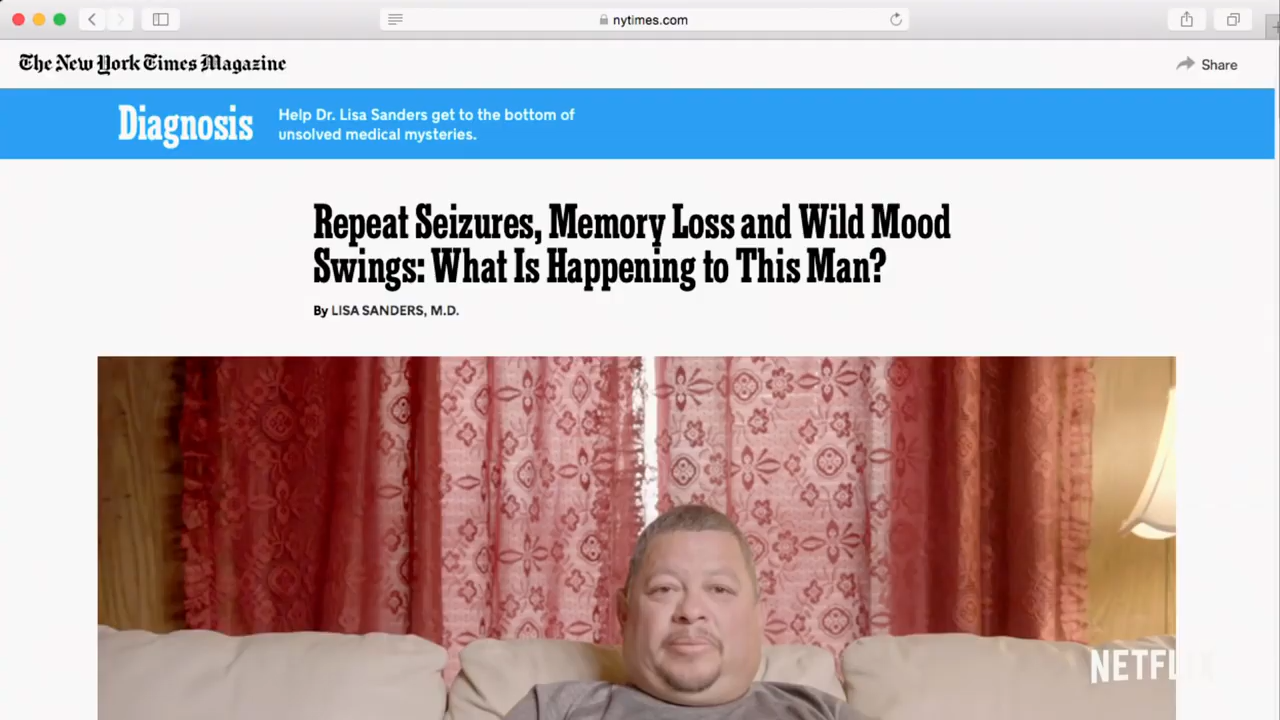 nytimes.com
The New York Times Magazine
Share
Diagnosis
Help Dr. Lisa Sanders get to the bottom of
unsolved medical mysteries.
Repeat Seizures, Memory Loss and Wild Mood
Swings: What Is Happening to This Man?
By LISA SANDERS, M.D.
NETFLIX